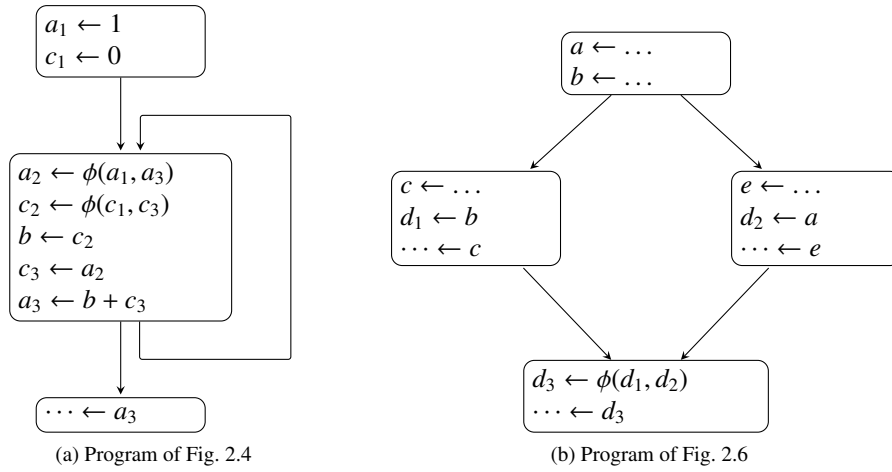 a₁ ← 1
c₁ ← 0
a₂ ← ϕ(a₁, a₃)
c₂ ← ϕ(c₁, c₃)
b ← c₂
c₃ ← a₂
a₃ ← b + c₃
⋯ ← a₃
(a) Program of Fig. 2.4
a ← …
b ← …
c ← …
d₁ ← b
⋯ ← c
e ← …
d₂ ← a
⋯ ← e
d₃ ← ϕ(d₁, d₂)
⋯ ← d₃
(b) Program of Fig. 2.6